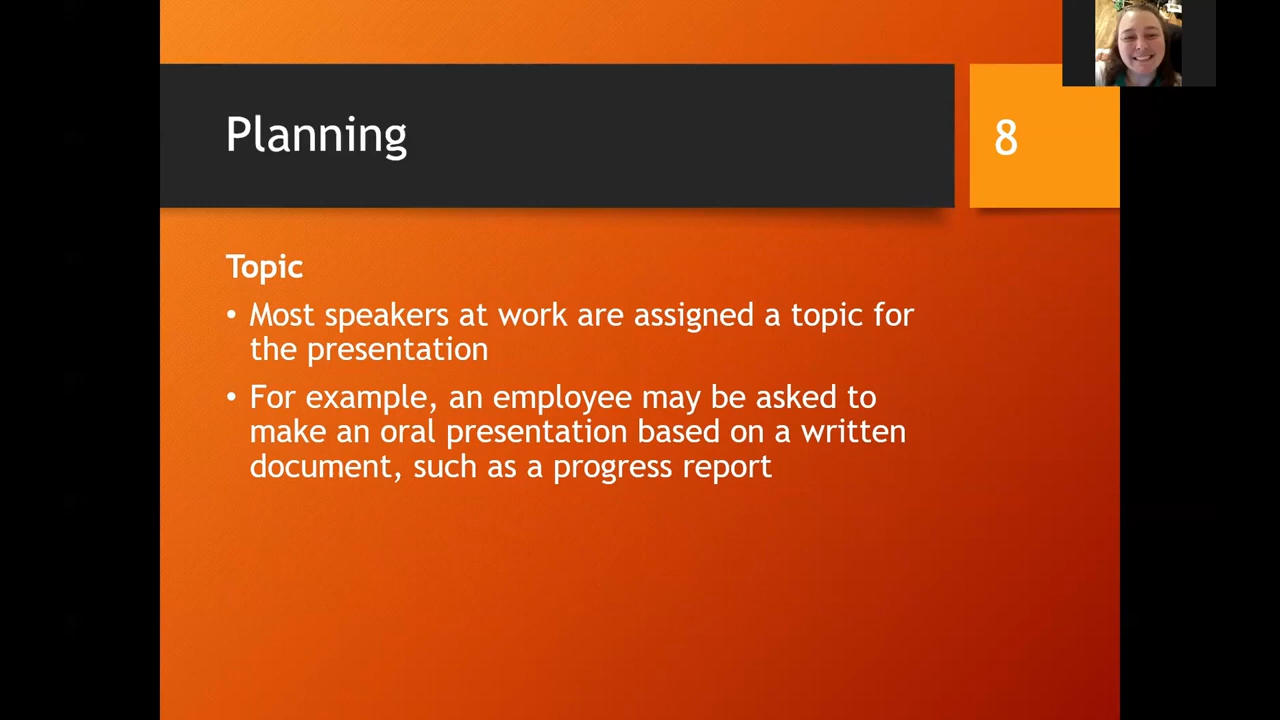 Planning
8
Topic
• Most speakers at work are assigned a topic for
the presentation
• For example, an employee may be asked to
make an oral presentation based on a written
document, such as a progress report